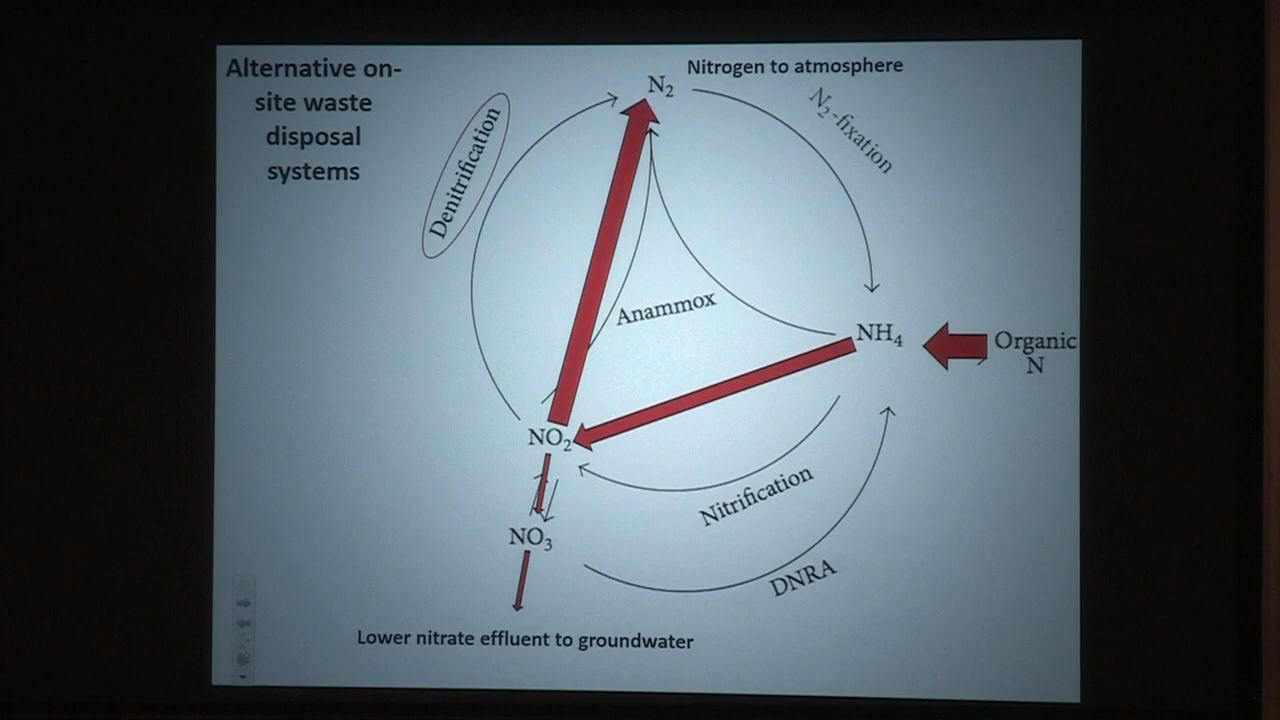 Alternative on-
site waste
disposal
systems
N₂
Nitrogen to atmosphere
N₂-fixation
Denitrification
Anammox
NH₄
Organic
N
NO₂
Nitrification
NO₃
DNRA
Lower nitrate effluent to groundwater